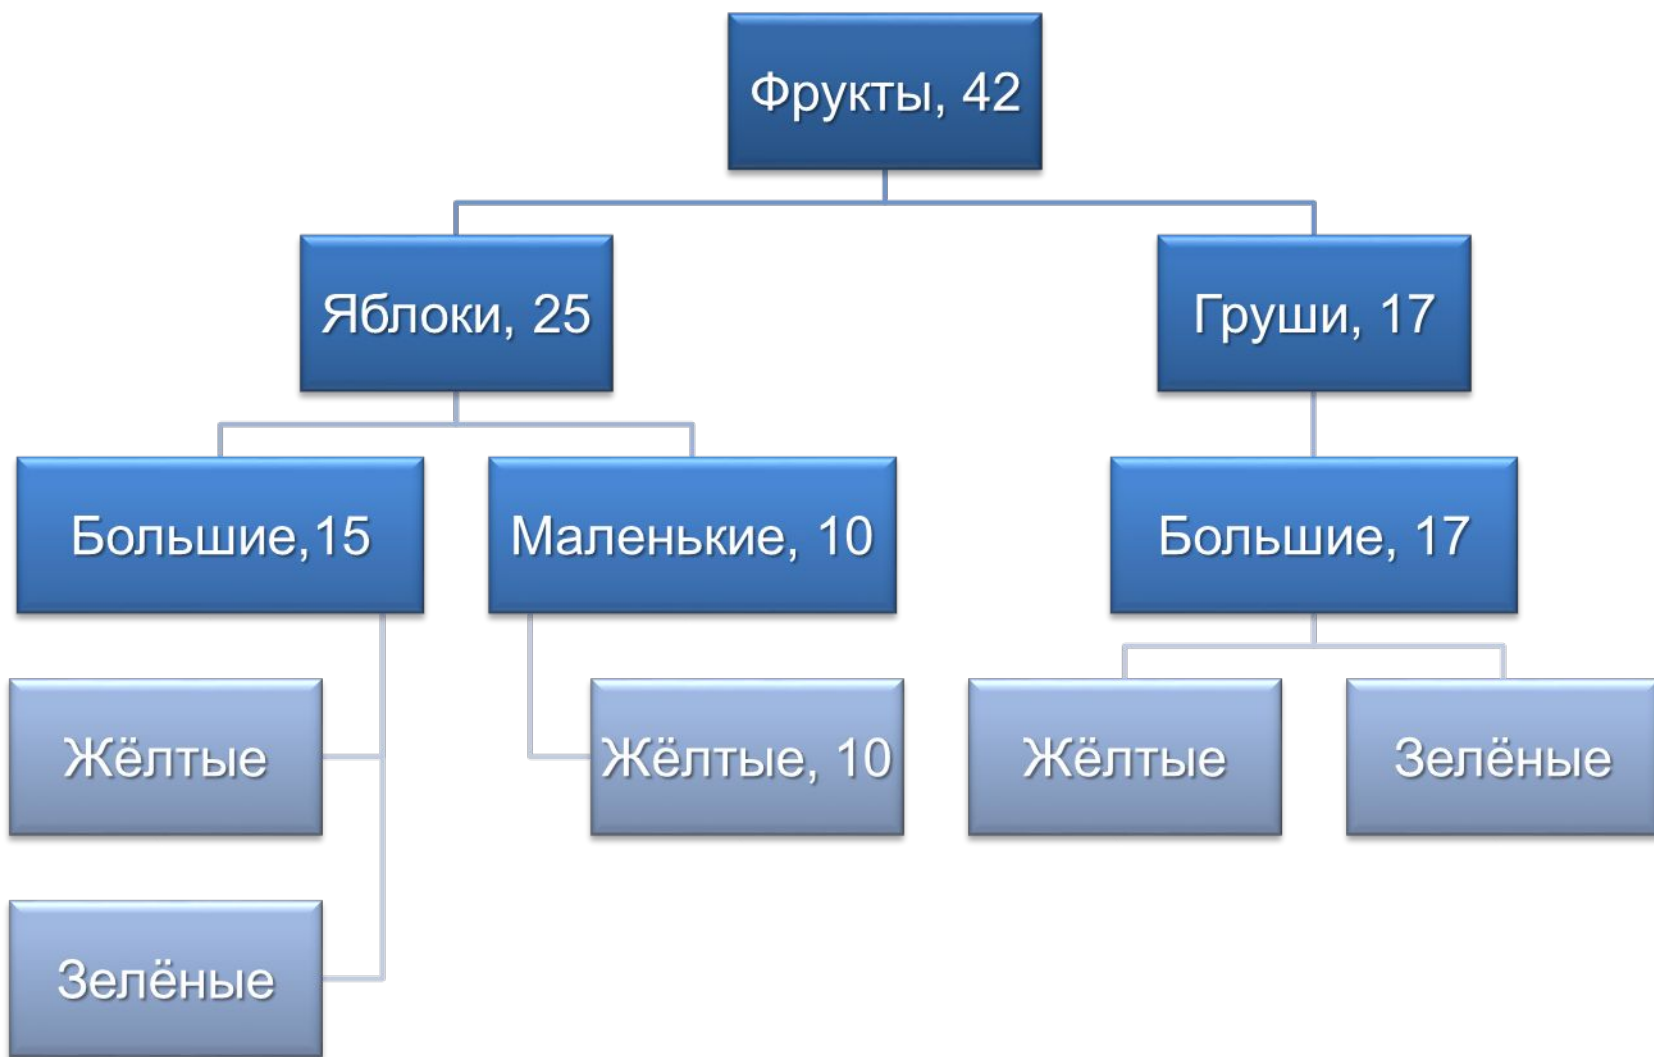 Фрукты, 42
Яблоки, 25
Груши, 17
Большие,15
Маленькие, 10
Большие, 17
Жёлтые
Жёлтые, 10
Жёлтые
Зелёные
Зелёные